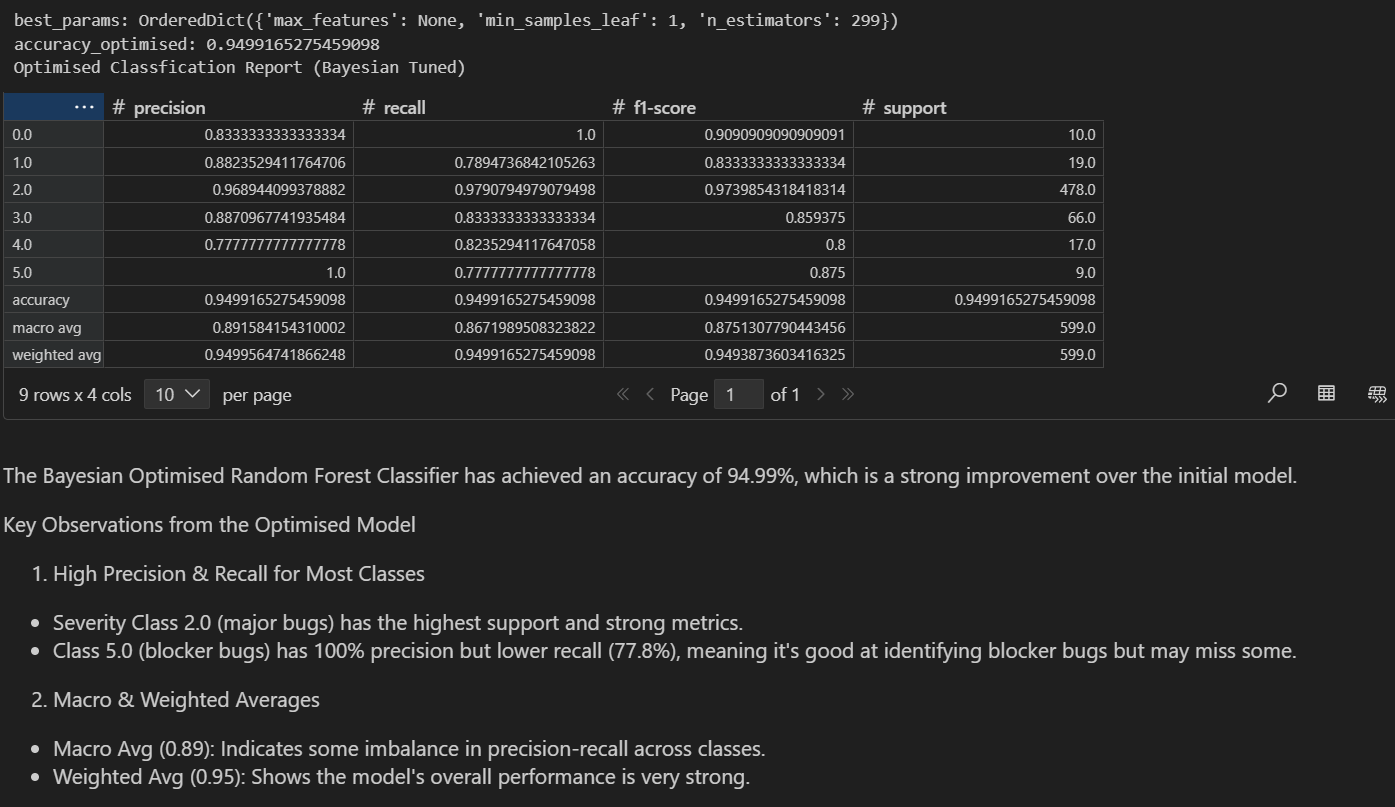 best_params: OrderedDict({'max_features': None, 'min_samples_leaf': 1, 'n_estimators': 299})
accuracy_optimised: 0.9499165275459098
Optimised Classfication Report (Bayesian Tuned)
... # precision # recall # f1-score # support
0.0 0.8333333333333334 1.0 0.9090909090909091 10.0
1.0 0.8823529411764706 0.7894736842105263 0.8333333333333334 19.0
2.0 0.968944099378882 0.9790794979079498 0.9739854318418314 478.0
3.0 0.8870967741935484 0.8333333333333334 0.859375 66.0
4.0 0.7777777777777778 0.8235294117647058 0.8 17.0
5.0 1.0 0.7777777777777778 0.875 9.0
accuracy 0.9499165275459098 0.9499165275459098 0.9499165275459098 0.9499165275459098
macro avg 0.891584154310002 0.8671989508323822 0.8751307790443456 599.0
weighted avg 0.9499564741866248 0.9499165275459098 0.9493873603416325 599.0
9 rows x 4 cols 10 per page « < Page 1 of 1 > »
The Bayesian Optimised Random Forest Classifier has achieved an accuracy of 94.99%, which is a strong improvement over the initial model.
Key Observations from the Optimised Model
1. High Precision & Recall for Most Classes
• Severity Class 2.0 (major bugs) has the highest support and strong metrics.
• Class 5.0 (blocker bugs) has 100% precision but lower recall (77.8%), meaning it's good at identifying blocker bugs but may miss some.
2. Macro & Weighted Averages
• Macro Avg (0.89): Indicates some imbalance in precision-recall across classes.
• Weighted Avg (0.95): Shows the model's overall performance is very strong.